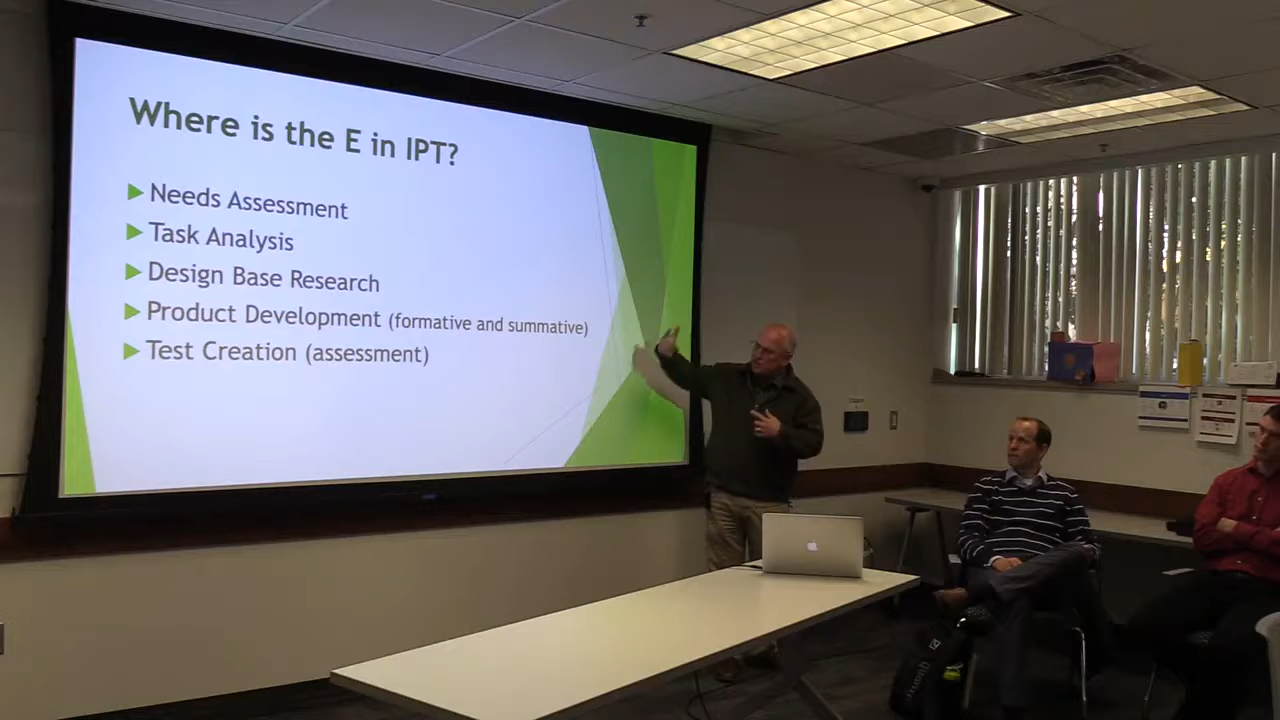 Where is the E in IPT?
Needs Assessment
Task Analysis
Design Base Research
Product Development (formative and summative)
Test Creation (assessment)